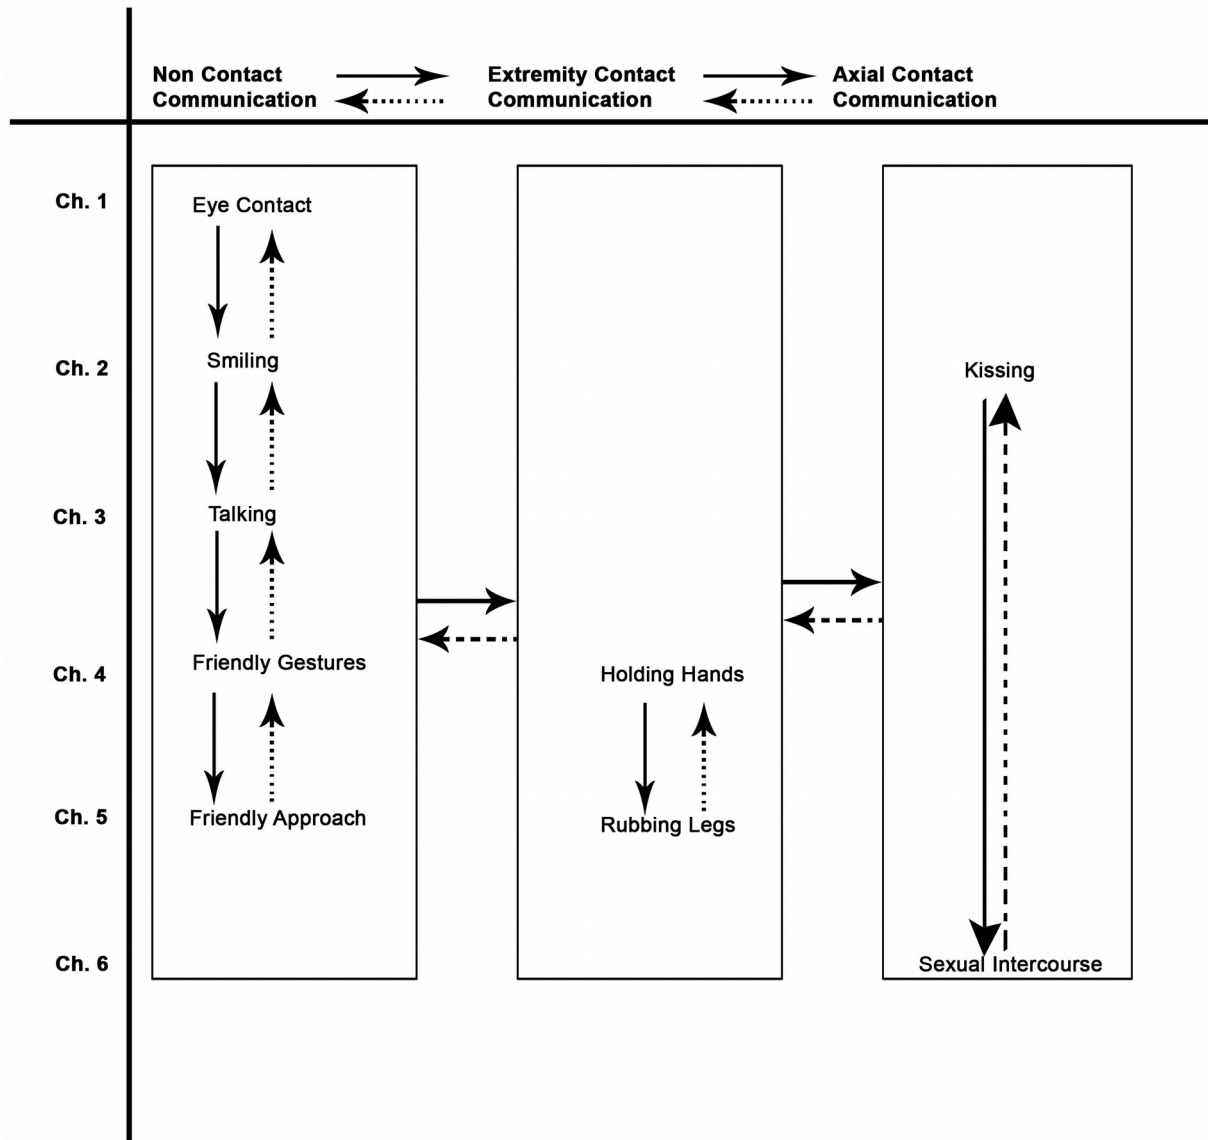 Non Contact
Communication
Extremity Contact
Communication
Axial Contact
Communication
Ch. 1
Eye Contact
Ch. 2
Smiling
Kissing
Ch. 3
Talking
Ch. 4
Friendly Gestures
Holding Hands
Ch. 5
Friendly Approach
Rubbing Legs
Ch. 6
Sexual Intercourse